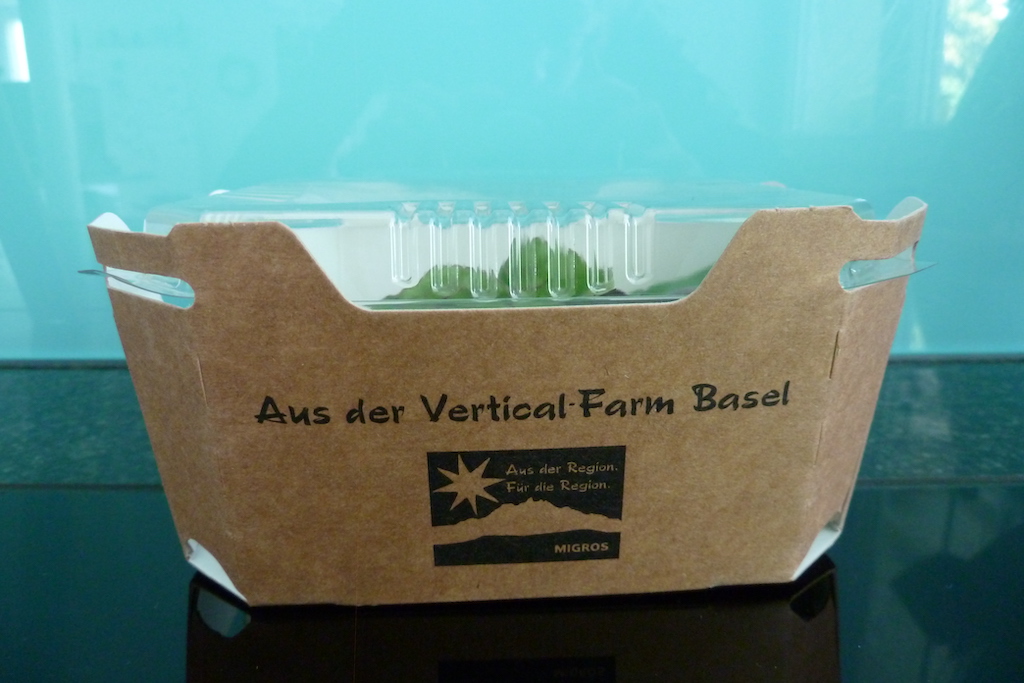 Aus der Vertical-Farm Basel
Aus der Region.
Für die Region.
MIGROS